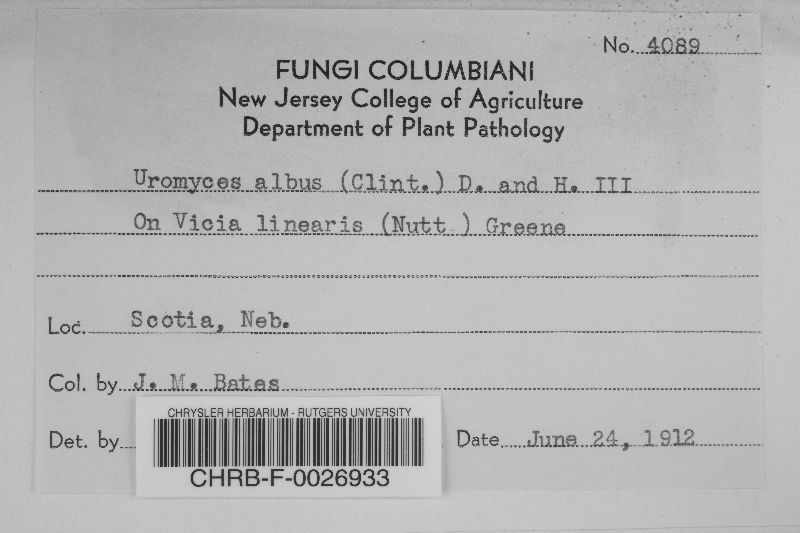 No. 4089
FUNGI COLUMBIANI
New Jersey College of Agriculture
Department of Plant Pathology
Uromyces albus (Clint.) D. and H. III
On Vicia linearis (Nutt.) Greene
Loc. Scotia, Neb.
Col. by J. M. Bates
Det. by
Date June 24, 1912
CHRYSLER HERBARIUM - RUTGERS UNIVERSITY
CHRB-F-0026933